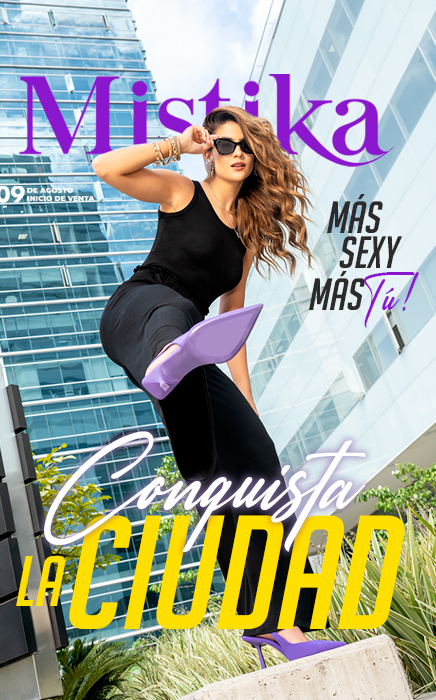 Mistika
09 DE AGOSTO
INICIO DE VENTA
MÁS
SEXY
MÁS Tú!
Conquista
LA CIUDAD